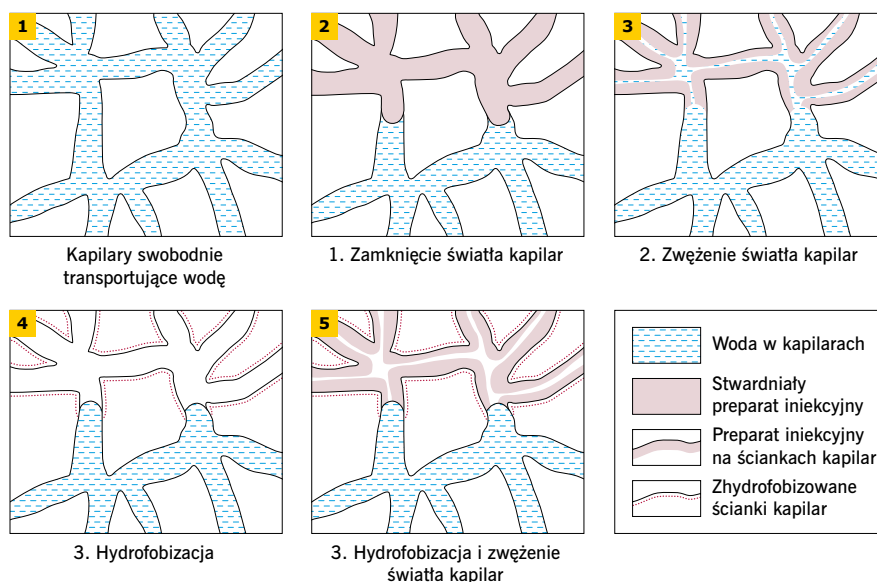 1
Kapilary swobodnie
transportujące wodę
2
1. Zamknięcie światła kapilar
3
2. Zwężenie światła kapilar
4
3. Hydrofobizacja
5
3. Hydrofobizacja i zwężenie
światła kapilar
Woda w kapilarach
Stwardniały
preparat iniekcyjny
Preparat iniekcyjny
na ściankach kapilar
Zhydrofobizowane
ścianki kapilar